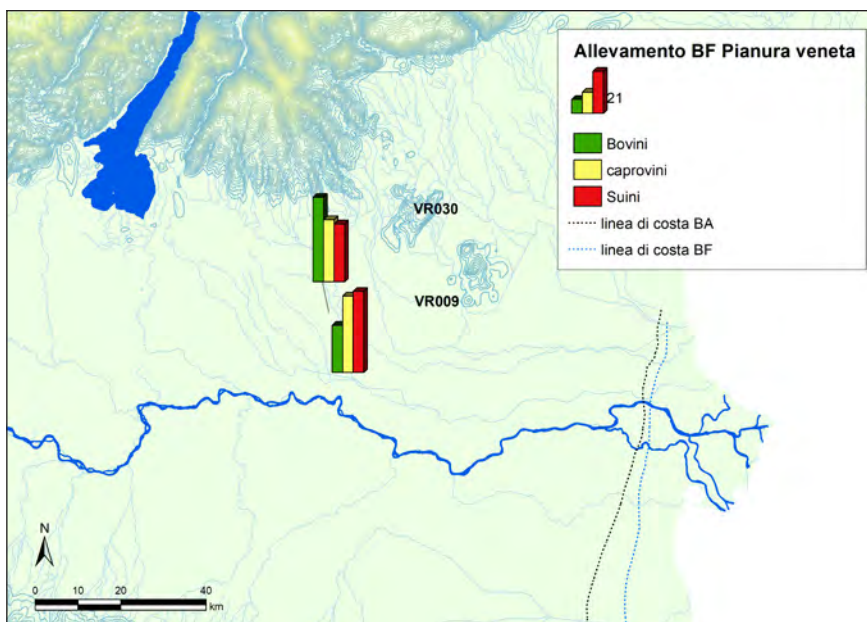 Allevamento BF Pianura veneta
21
Bovini
caprovini
Suini
linea di costa BA
linea di costa BF
VR030
VR009
N
0 10 20 40
km